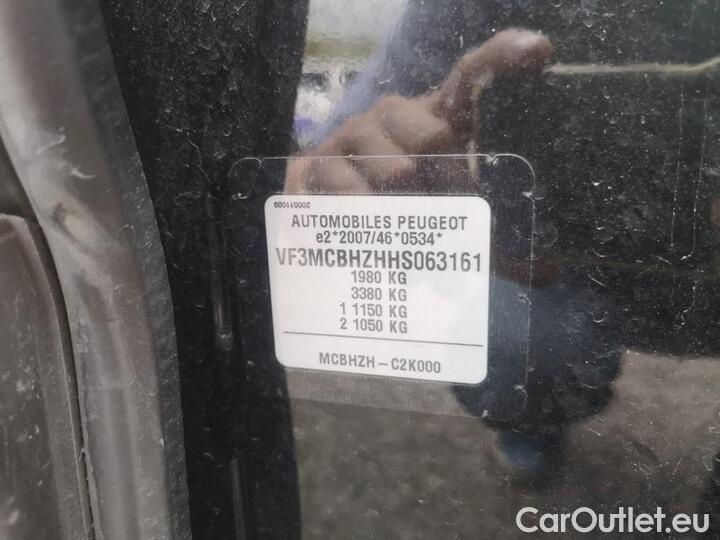 200511009
AUTOMOBILES PEUGEOT
e2*2007/46*0534*
VF3MCBHZHHS063161
1980 KG
3380 KG
1 1150 KG
2 1050 KG
MCBHZH-C2K000
CarOutlet.eu